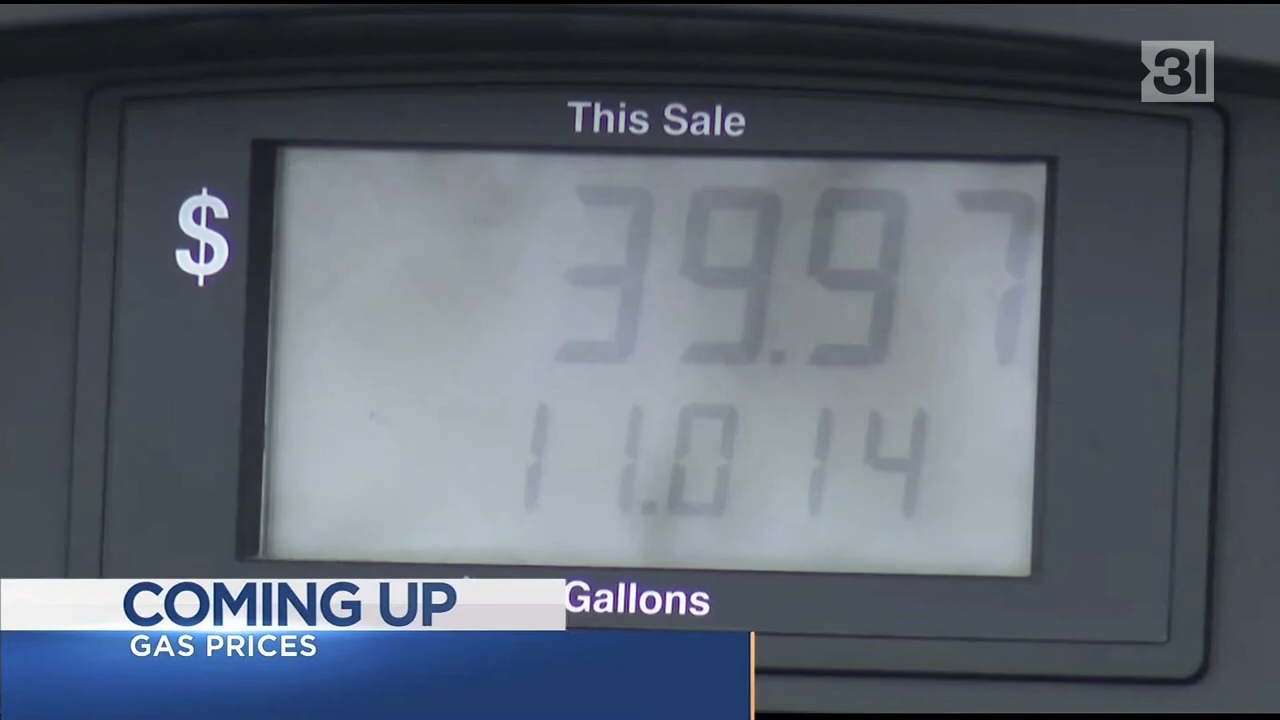 31
This Sale
$ 39.97
11.014
Gallons
COMING UP
GAS PRICES